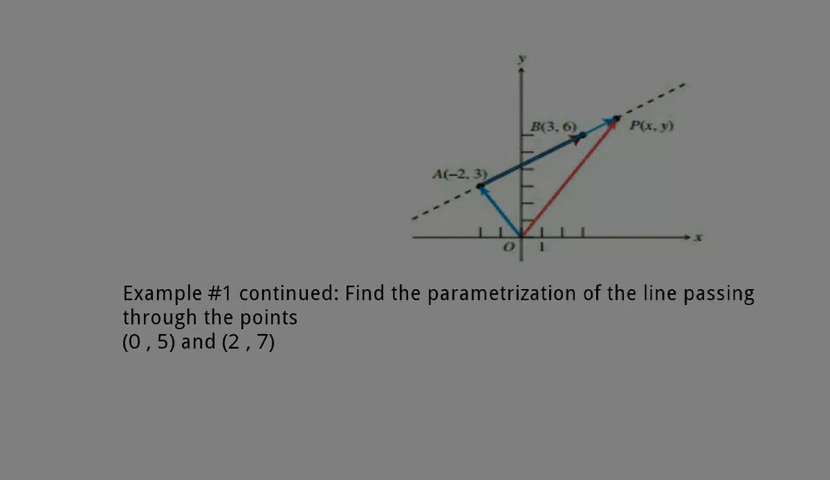 y
B(3, 6)
P(x, y)
A(–2, 3)
x
O
1
Example #1 continued: Find the parametrization of the line passing
through the points
(0 , 5) and (2 , 7)